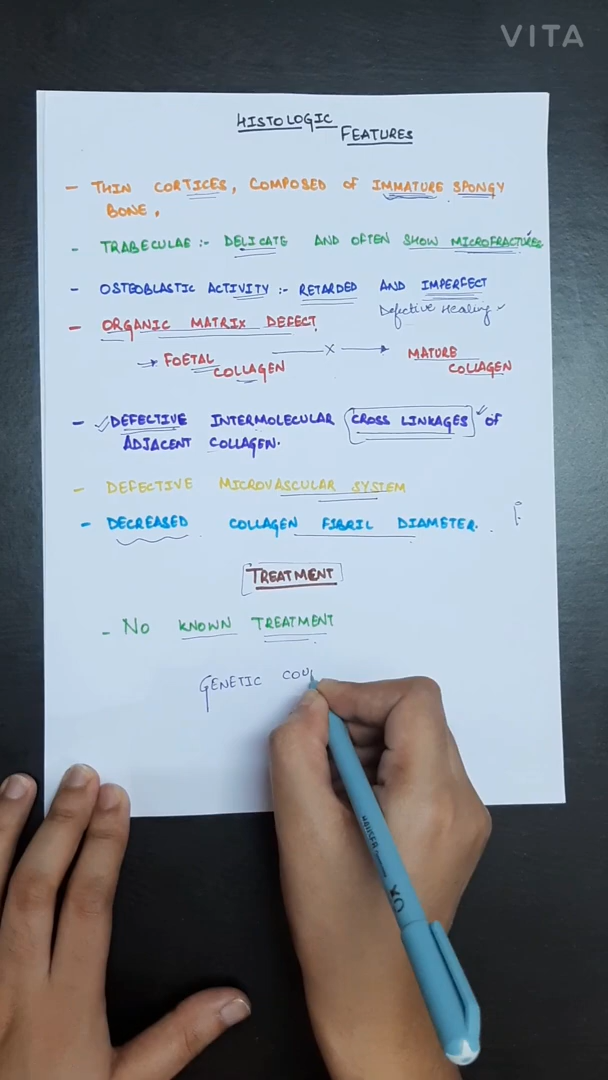 VITA
HISTOLOGIC
FEATURES
- THIN CORTICES, COMPOSED OF IMMATURE SPONGY
BONE,
- TRABECULAE :- DELICATE AND OFTEN SHOW MICROFRACTURES
- OSTEOBLASTIC ACTIVITY :- RETARDED AND IMPERFECT
Defective Healing
- ORGANIC MATRIX DEFECT
→ FOETAL COLLAGEN —x—→ MATURE COLLAGEN
- DEFECTIVE INTERMOLECULAR CROSS LINKAGES OF
ADJACENT COLLAGEN.
- DEFECTIVE MICROVASCULAR SYSTEM
- DECREASED COLLAGEN FIBRIL DIAMETER.
TREATMENT
- NO KNOWN TREATMENT
GENETIC COU